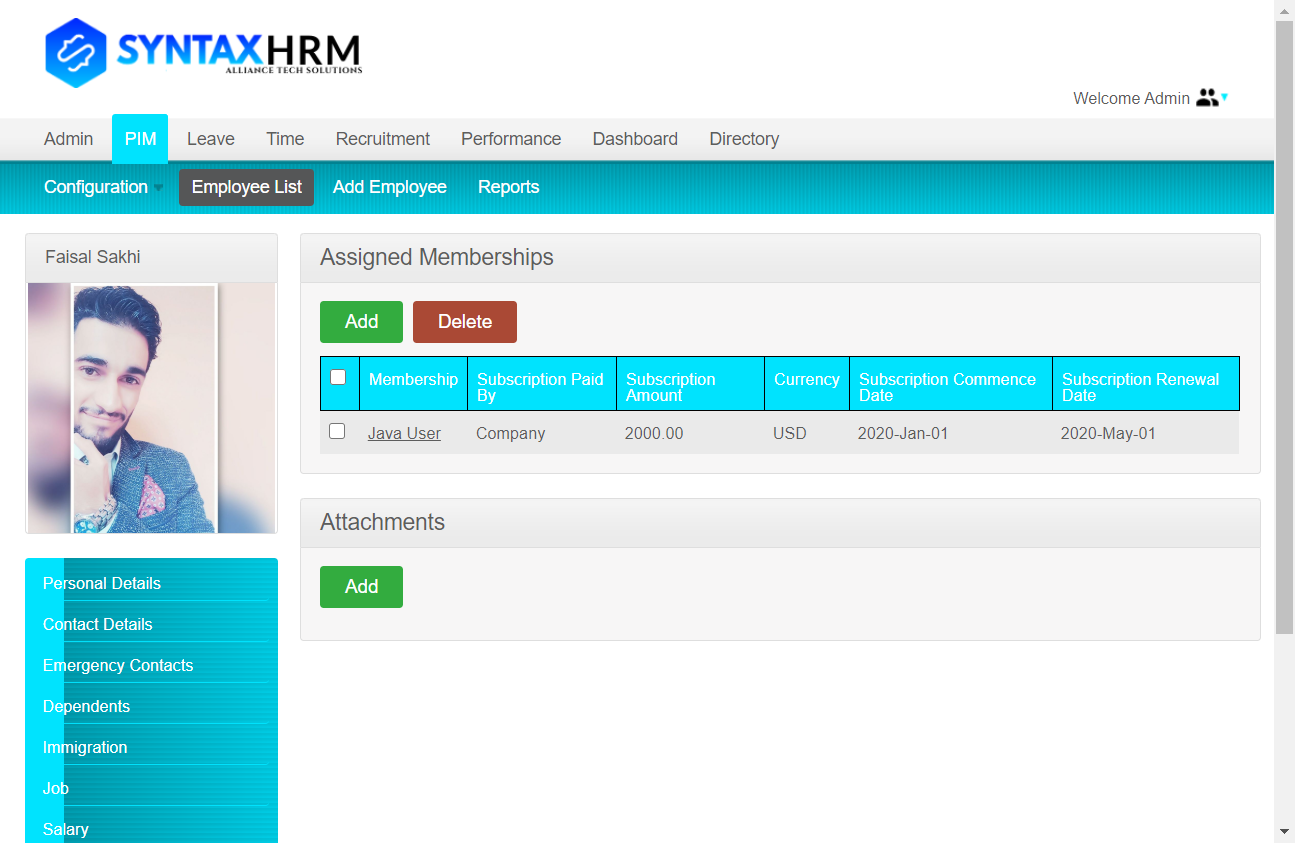 SYNTAXHRM
ALLIANCE TECH SOLUTIONS
Welcome Admin
Admin PIM Leave Time Recruitment Performance Dashboard Directory
Configuration Employee List Add Employee Reports
Faisal Sakhi
Assigned Memberships
Add Delete
Membership Subscription Paid By Subscription Amount Currency Subscription Commence Date Subscription Renewal Date
Java User Company 2000.00 USD 2020-Jan-01 2020-May-01
Attachments
Add
Personal Details
Contact Details
Emergency Contacts
Dependents
Immigration
Job
Salary